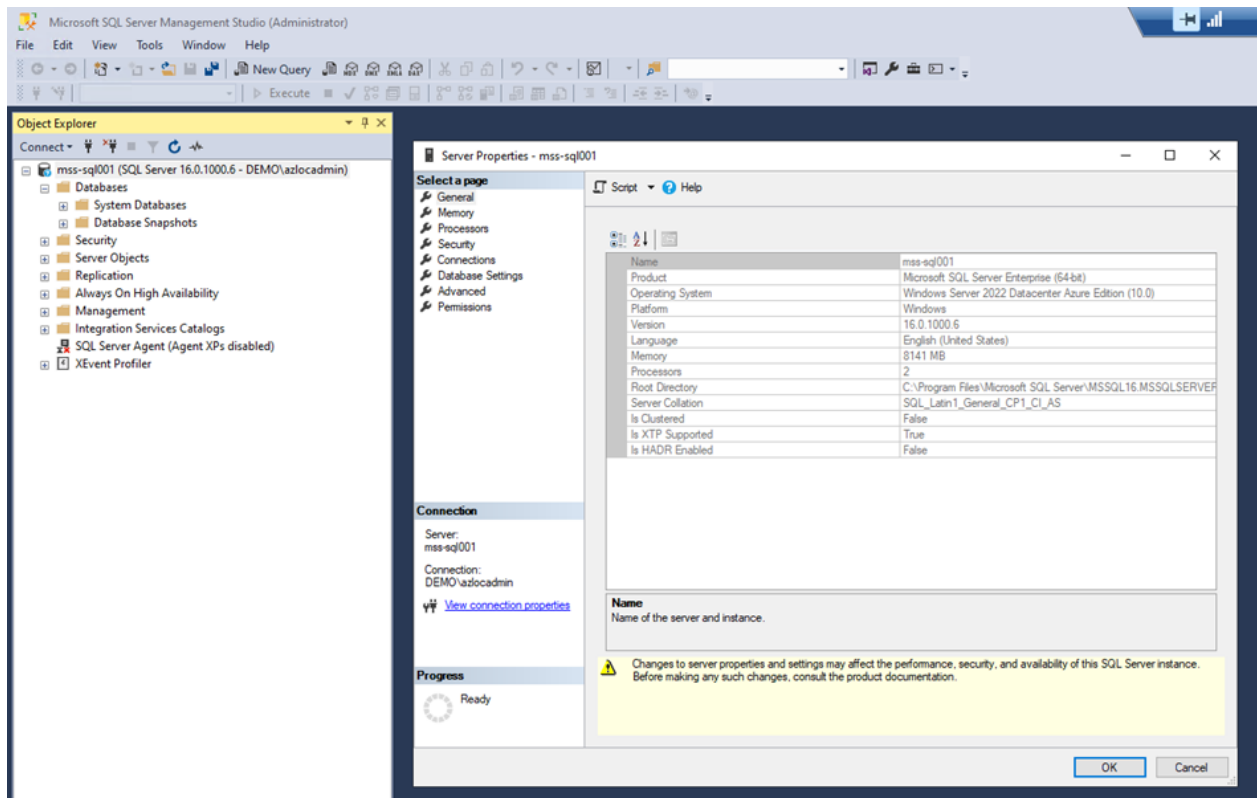 Microsoft SQL Server Management Studio (Administrator)
File Edit View Tools Window Help
New Query
Execute
Object Explorer
Connect
mss-sql001 (SQL Server 16.0.1000.6 - DEMO\azlocadmin)
Databases
System Databases
Database Snapshots
Security
Server Objects
Replication
Always On High Availability
Management
Integration Services Catalogs
SQL Server Agent (Agent XPs disabled)
XEvent Profiler
Server Properties - mss-sql001
Select a page
General
Memory
Processors
Security
Connections
Database Settings
Advanced
Permissions
Script Help
Name mss-sql001
Product Microsoft SQL Server Enterprise (64-bit)
Operating System Windows Server 2022 Datacenter Azure Edition (10.0)
Platform Windows
Version 16.0.1000.6
Language English (United States)
Memory 8141 MB
Processors 2
Root Directory C:\Program Files\Microsoft SQL Server\MSSQL16.MSSQLSERVER
Server Collation SQL_Latin1_General_CP1_CI_AS
Is Clustered False
Is XTP Supported True
Is HADR Enabled False
Connection
Server:
mss-sql001
Connection:
DEMO\azlocadmin
View connection properties
Name
Name of the server and instance.
Progress
Ready
Changes to server properties and settings may affect the performance, security, and availability of this SQL Server instance.
Before making any such changes, consult the product documentation.
OK Cancel